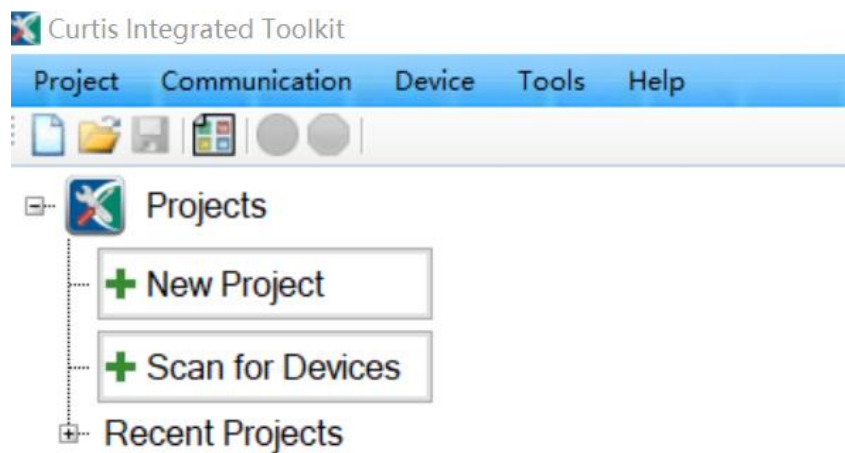 Curtis Integrated Toolkit
Project Communication Device Tools Help
Projects
New Project
Scan for Devices
Recent Projects